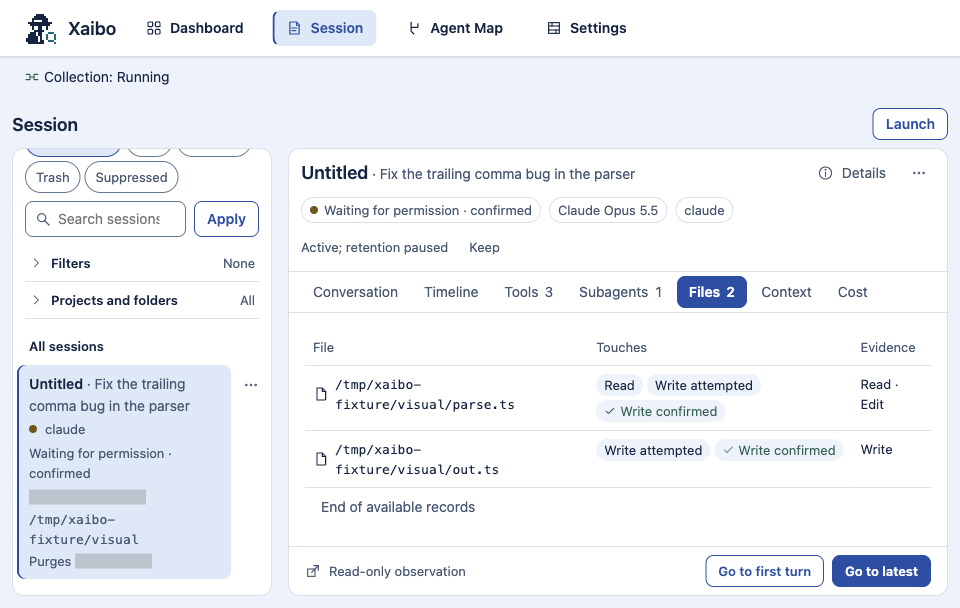 Xaibo
Dashboard
Session
Agent Map
Settings
Collection: Running
Session
Launch
Trash
Suppressed
Search sessions
Apply
Filters
None
Projects and folders
All
All sessions
Untitled · Fix the trailing
comma bug in the parser
claude
Waiting for permission ·
confirmed
/tmp/xaibo-
fixture/visual
Purges
Untitled · Fix the trailing comma bug in the parser
Details
Waiting for permission · confirmed
Claude Opus 5.5
claude
Active; retention paused
Keep
Conversation
Timeline
Tools 3
Subagents 1
Files 2
Context
Cost
File
Touches
Evidence
/tmp/xaibo-
fixture/visual/parse.ts
Read
Write attempted
Write confirmed
Read ·
Edit
/tmp/xaibo-
fixture/visual/out.ts
Write attempted
Write confirmed
Write
End of available records
Read-only observation
Go to first turn
Go to latest